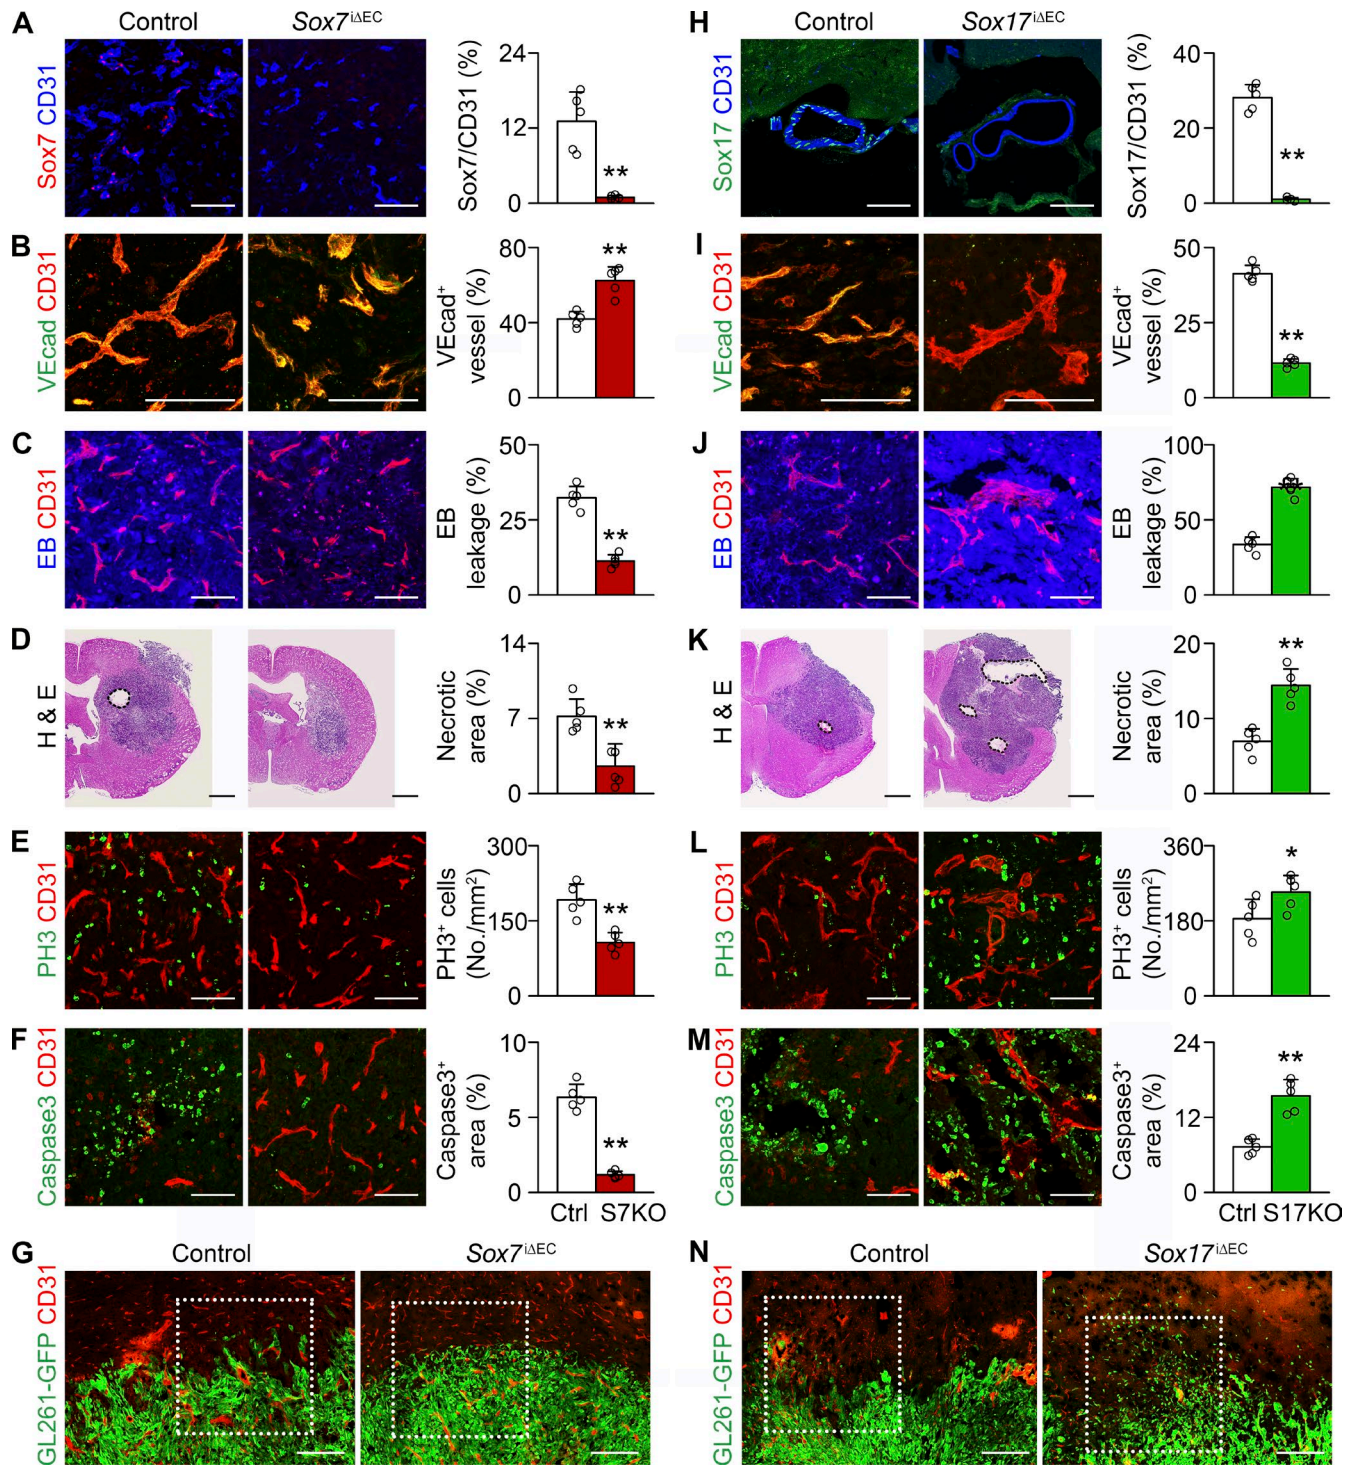 A
Control
Sox7iΔEC
Sox7 CD31
Sox7/CD31 (%)
24
12
0
**
B
VEcad CD31
VEcad+
vessel (%)
80
40
0
**
C
EB CD31
EB
leakage (%)
50
25
0
**
D
H & E
Necrotic
area (%)
14
7
0
**
E
PH3 CD31
PH3+ cells
(No./mm2)
300
150
0
**
F
Caspase3 CD31
Caspase3+
area (%)
10
5
0
**
Ctrl S7KO
G
Control
Sox7iΔEC
GL261-GFP CD31
H
Control
Sox17iΔEC
Sox17 CD31
Sox17/CD31 (%)
40
20
0
**
I
VEcad CD31
VEcad+
vessel (%)
50
25
0
**
J
EB CD31
EB
leakage (%)
100
50
0
**
K
H & E
Necrotic
area (%)
20
10
0
**
L
PH3 CD31
PH3+ cells
(No./mm2)
360
180
0
*
M
Caspase3 CD31
Caspase3+
area (%)
24
12
0
**
Ctrl S17KO
N
Control
Sox17iΔEC
GL261-GFP CD31